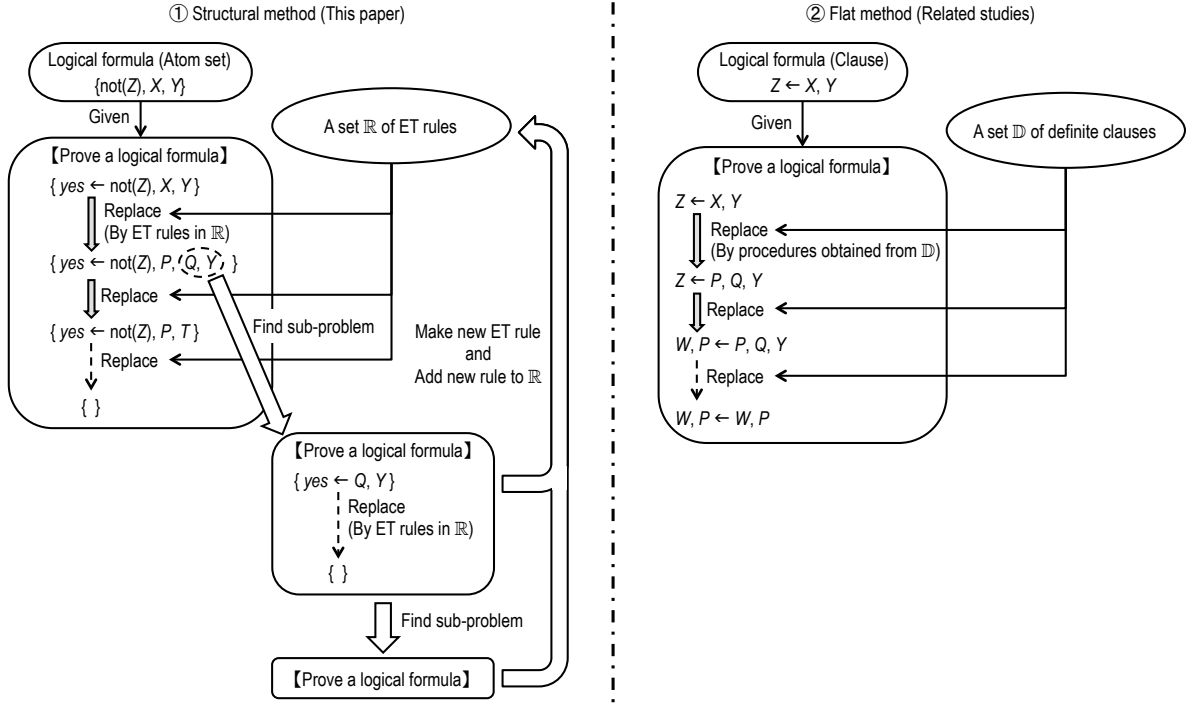 ① Structural method (This paper)
Logical formula (Atom set)
{not(Z), X, Y}
Given
A set ℝ of ET rules
【Prove a logical formula】
{ yes ← not(Z), X, Y }
Replace
(By ET rules in ℝ)
{ yes ← not(Z), P, Q, Y }
Replace
{ yes ← not(Z), P, T }
Replace
{ }
Find sub-problem
Make new ET rule
and
Add new rule to ℝ
【Prove a logical formula】
{ yes ← Q, Y }
Replace
(By ET rules in ℝ)
{ }
Find sub-problem
【Prove a logical formula】
② Flat method (Related studies)
Logical formula (Clause)
Z ← X, Y
Given
A set 𝔻 of definite clauses
【Prove a logical formula】
Z ← X, Y
Replace
(By procedures obtained from 𝔻)
Z ← P, Q, Y
Replace
W, P ← P, Q, Y
Replace
W, P ← W, P